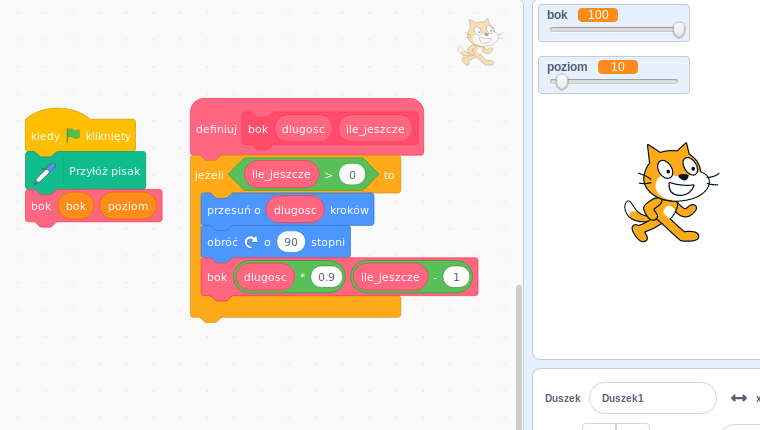 bok 100
poziom 10
definiuj bok dlugosc ile_jeszcze
kiedy kliknięty
Przyłóż pisak
bok bok poziom
jeżeli ile_jeszcze > 0 to
przesuń o dlugosc kroków
obróć o 90 stopni
bok dlugosc * 0.9 ile_jeszcze - 1
Duszek Duszek1 x